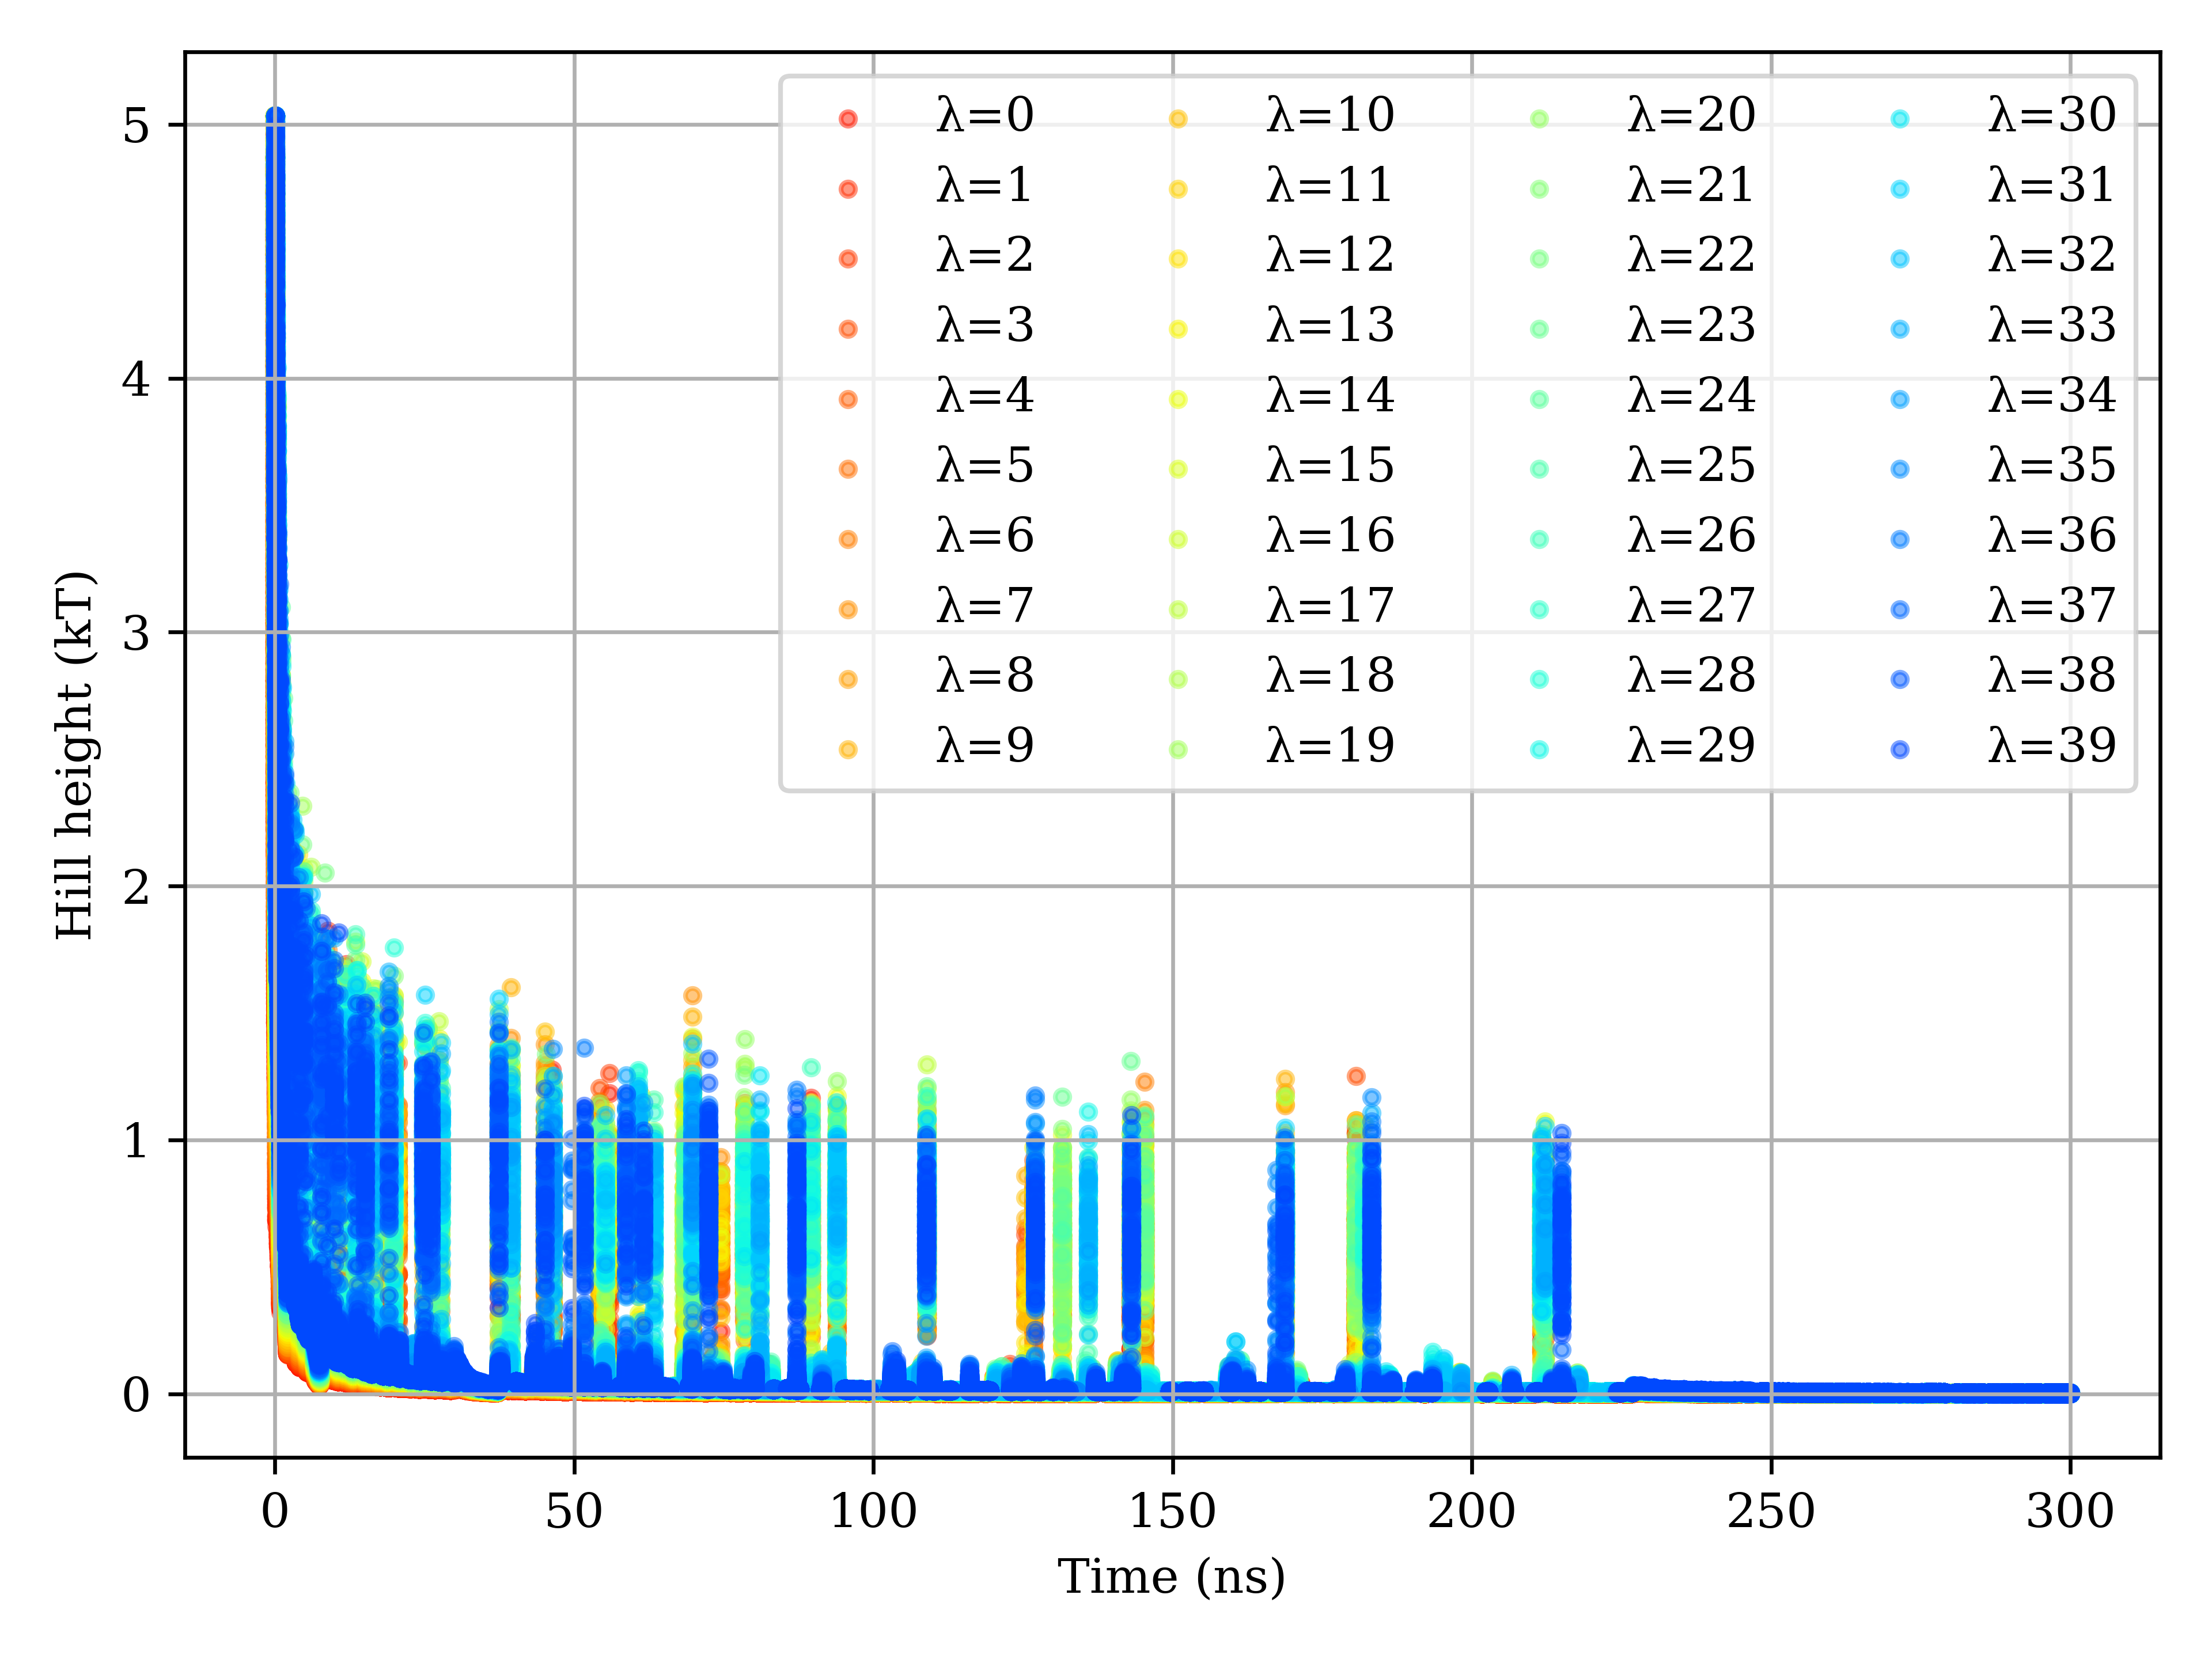 5
4
3
2
1
0
Hill height (kT)
λ=0 λ=10 λ=20 λ=30
λ=1 λ=11 λ=21 λ=31
λ=2 λ=12 λ=22 λ=32
λ=3 λ=13 λ=23 λ=33
λ=4 λ=14 λ=24 λ=34
λ=5 λ=15 λ=25 λ=35
λ=6 λ=16 λ=26 λ=36
λ=7 λ=17 λ=27 λ=37
λ=8 λ=18 λ=28 λ=38
λ=9 λ=19 λ=29 λ=39
0 50 100 150 200 250 300
Time (ns)